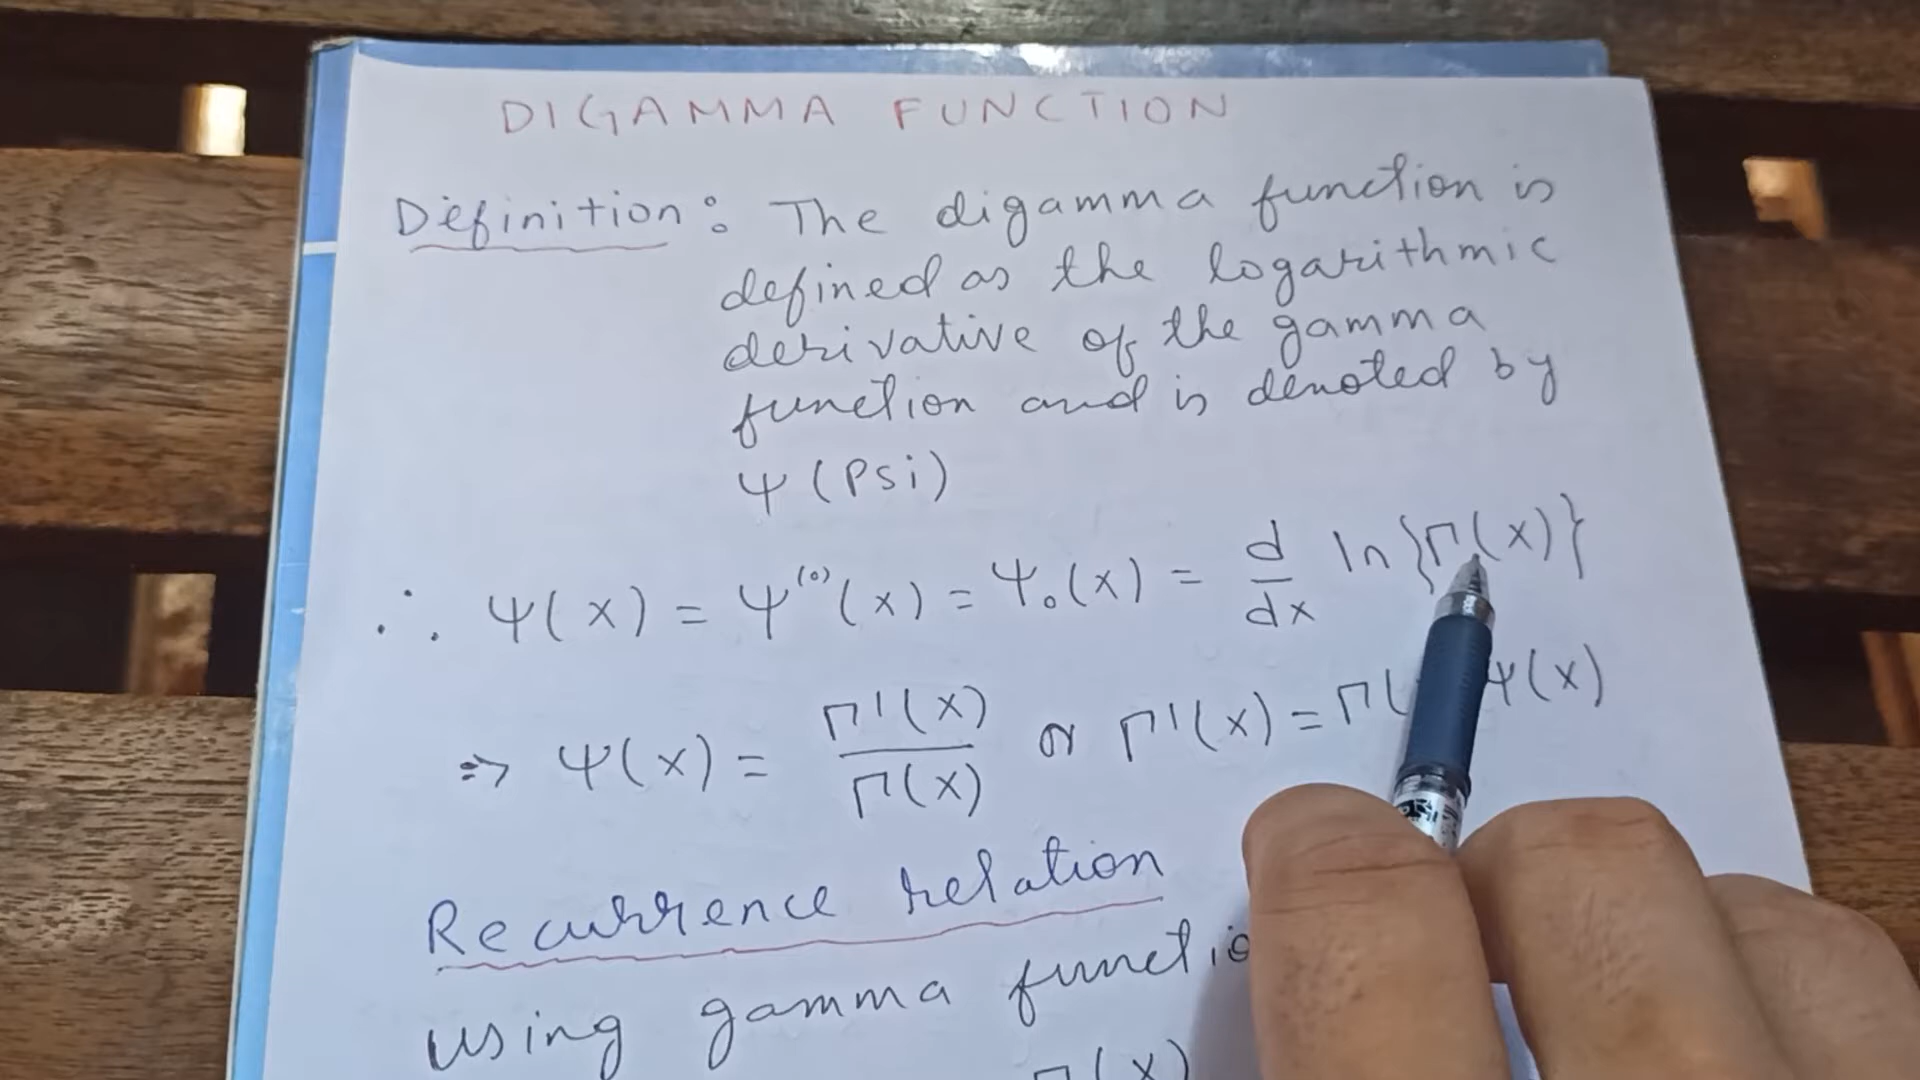 DIGAMMA FUNCTION
Definition: The digamma function is
defined as the logarithmic
derivative of the gamma
function and is denoted by
Ψ (Psi)
∴ Ψ(x) = Ψ⁽⁰⁾(x) = Ψ₀(x) = d/dx ln{Γ(x)}
⇒ Ψ(x) = Γ'(x)/Γ(x) or Γ'(x) = Γ( Ψ(x)
Recurrence relation
Using gamma functio
Γ(x)